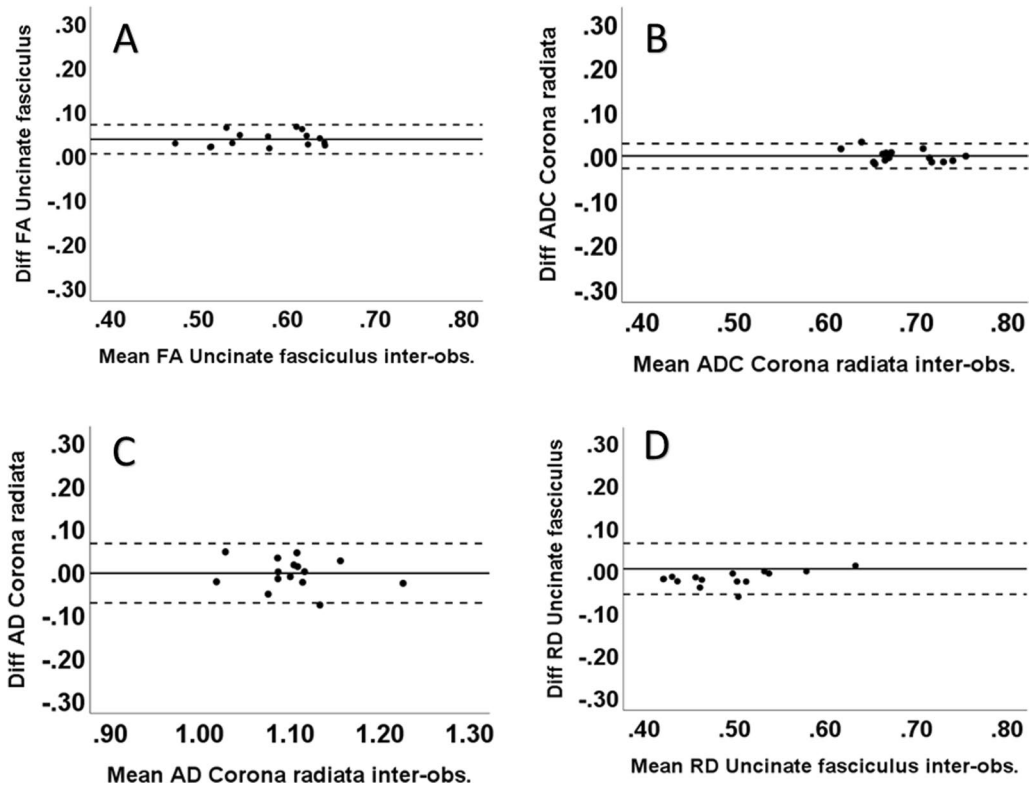 A
Diff FA Uncinate fasciculus
.30
.20
.10
.00
-.10
-.20
-.30
.40 .50 .60 .70 .80
Mean FA Uncinate fasciculus inter-obs.
B
Diff ADC Corona radiata
.30
.20
.10
.00
-.10
-.20
-.30
.40 .50 .60 .70 .80
Mean ADC Corona radiata inter-obs.
C
Diff AD Corona radiata
.30
.20
.10
.00
-.10
-.20
-.30
.90 1.00 1.10 1.20 1.30
Mean AD Corona radiata inter-obs.
D
Diff RD Uncinate fasciculus
.30
.20
.10
.00
-.10
-.20
-.30
.40 .50 .60 .70 .80
Mean RD Uncinate fasciculus inter-obs.